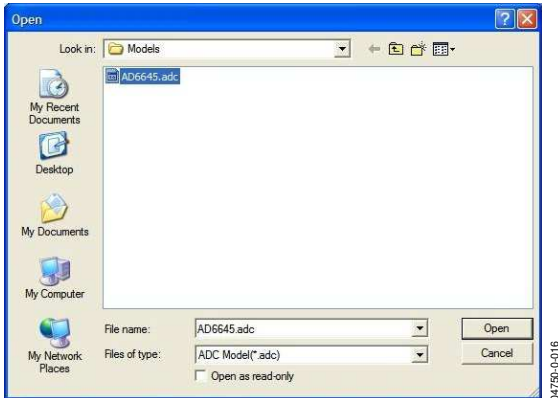 Open
Look in:
Models
AD6645.adc
My Recent
Documents
Desktop
My Documents
My Computer
My Network
Places
File name:
AD6645.adc
Open
Files of type:
ADC Model(*.adc)
Cancel
Open as read-only
04750-0-016